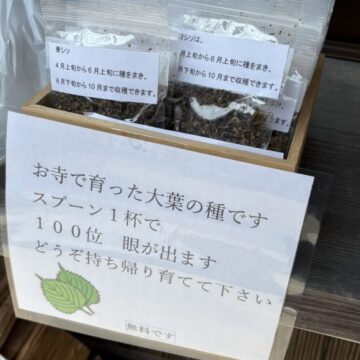 青シソ
4月上旬から6月上旬に種をまき、
6月下旬から10月まで収穫できます。
青シソは、
月上旬から6月上旬に種をまき、
月下旬から10月まで収穫できます。
お寺で育った大葉の種です
スプーン1杯で
100位 眼が出ます
どうぞ持ち帰り育てて下さい
無料です